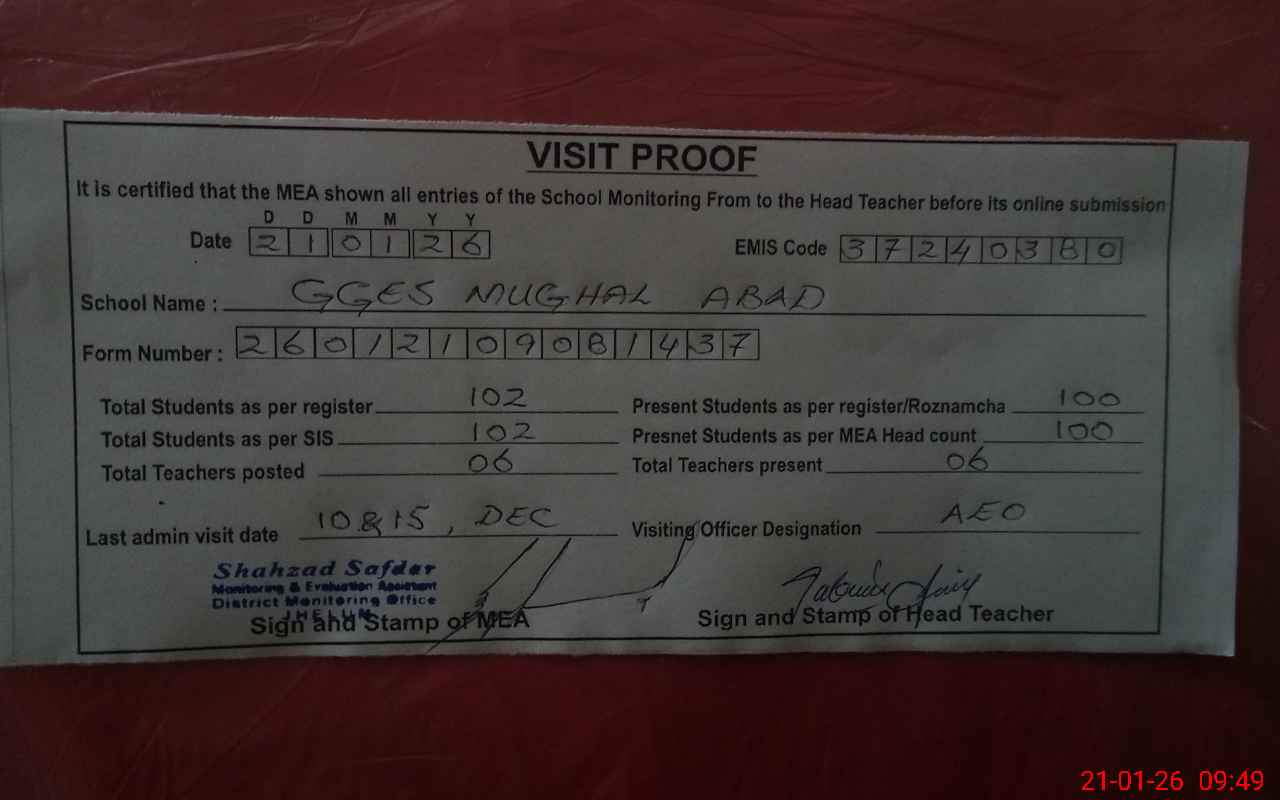 VISIT PROOF
It is certified that the MEA shown all entries of the School Monitoring From to the Head Teacher before its online submission
D D M M Y Y
Date 2 1 0 1 2 6 EMIS Code 3 7 2 4 0 3 8 0
School Name : GGES MUGHAL ABAD
Form Number : 2 6 0 1 2 1 0 9 0 8 1 4 3 7
Total Students as per register 102 Present Students as per register/Roznamcha 100
Total Students as per SIS 102 Presnet Students as per MEA Head count 100
Total Teachers posted 06 Total Teachers present 06
Last admin visit date 10 & 15, DEC Visiting Officer Designation AEO
Shahzad Safdar
Monitoring & Evaluation Assistant
District Monitoring Office
JHELUM
Sign and Stamp of MEA Sign and Stamp of Head Teacher
21-01-26 09:49